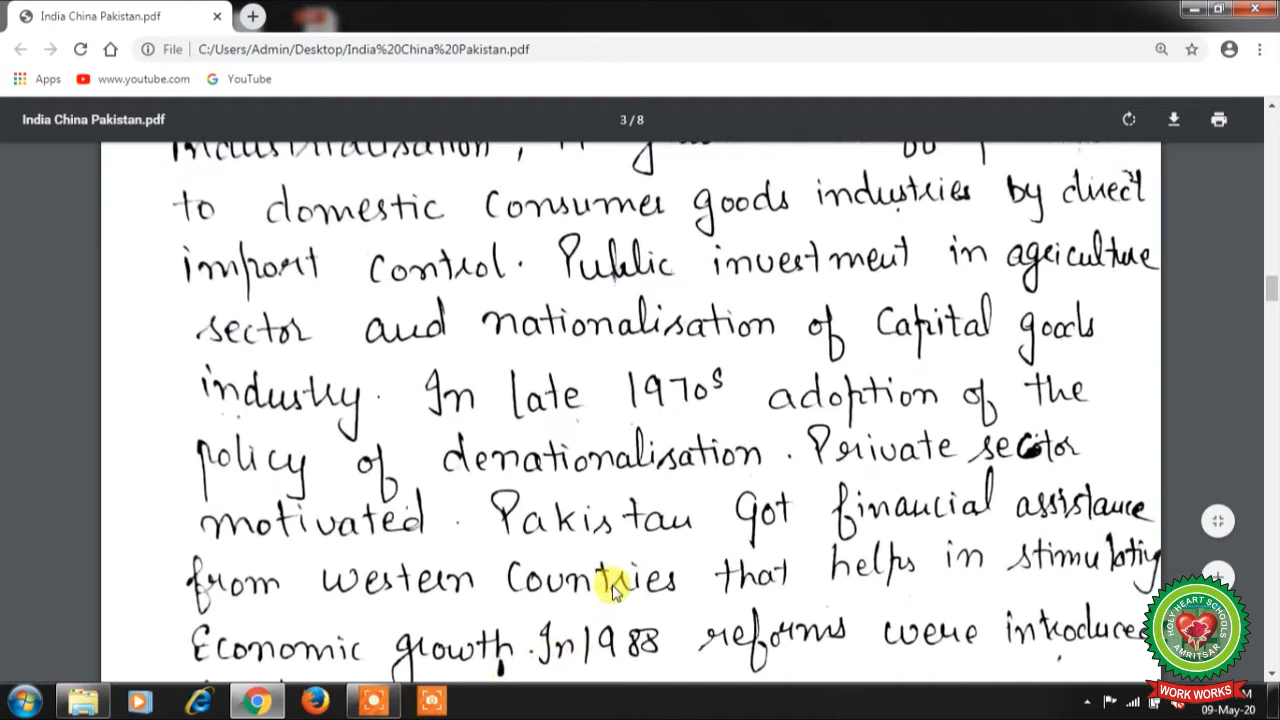 India China Pakistan.pdf
File C:/Users/Admin/Desktop/India%20China%20Pakistan.pdf
Apps www.youtube.com YouTube
India China Pakistan.pdf 3/8
to domestic consumer goods industries by direct
import control. Public investment in agriculture
sector and nationalisation of capital goods
industry. In late 1970s adoption of the
policy of denationalisation. Private sector
motivated. Pakistan got financial assistance
from western Countries that helps in stimulating
Economic growth. In 1988 reforms were introduced
HOLY HEART SCHOOLS
AMRITSAR
WORK WORKS
09-May-20